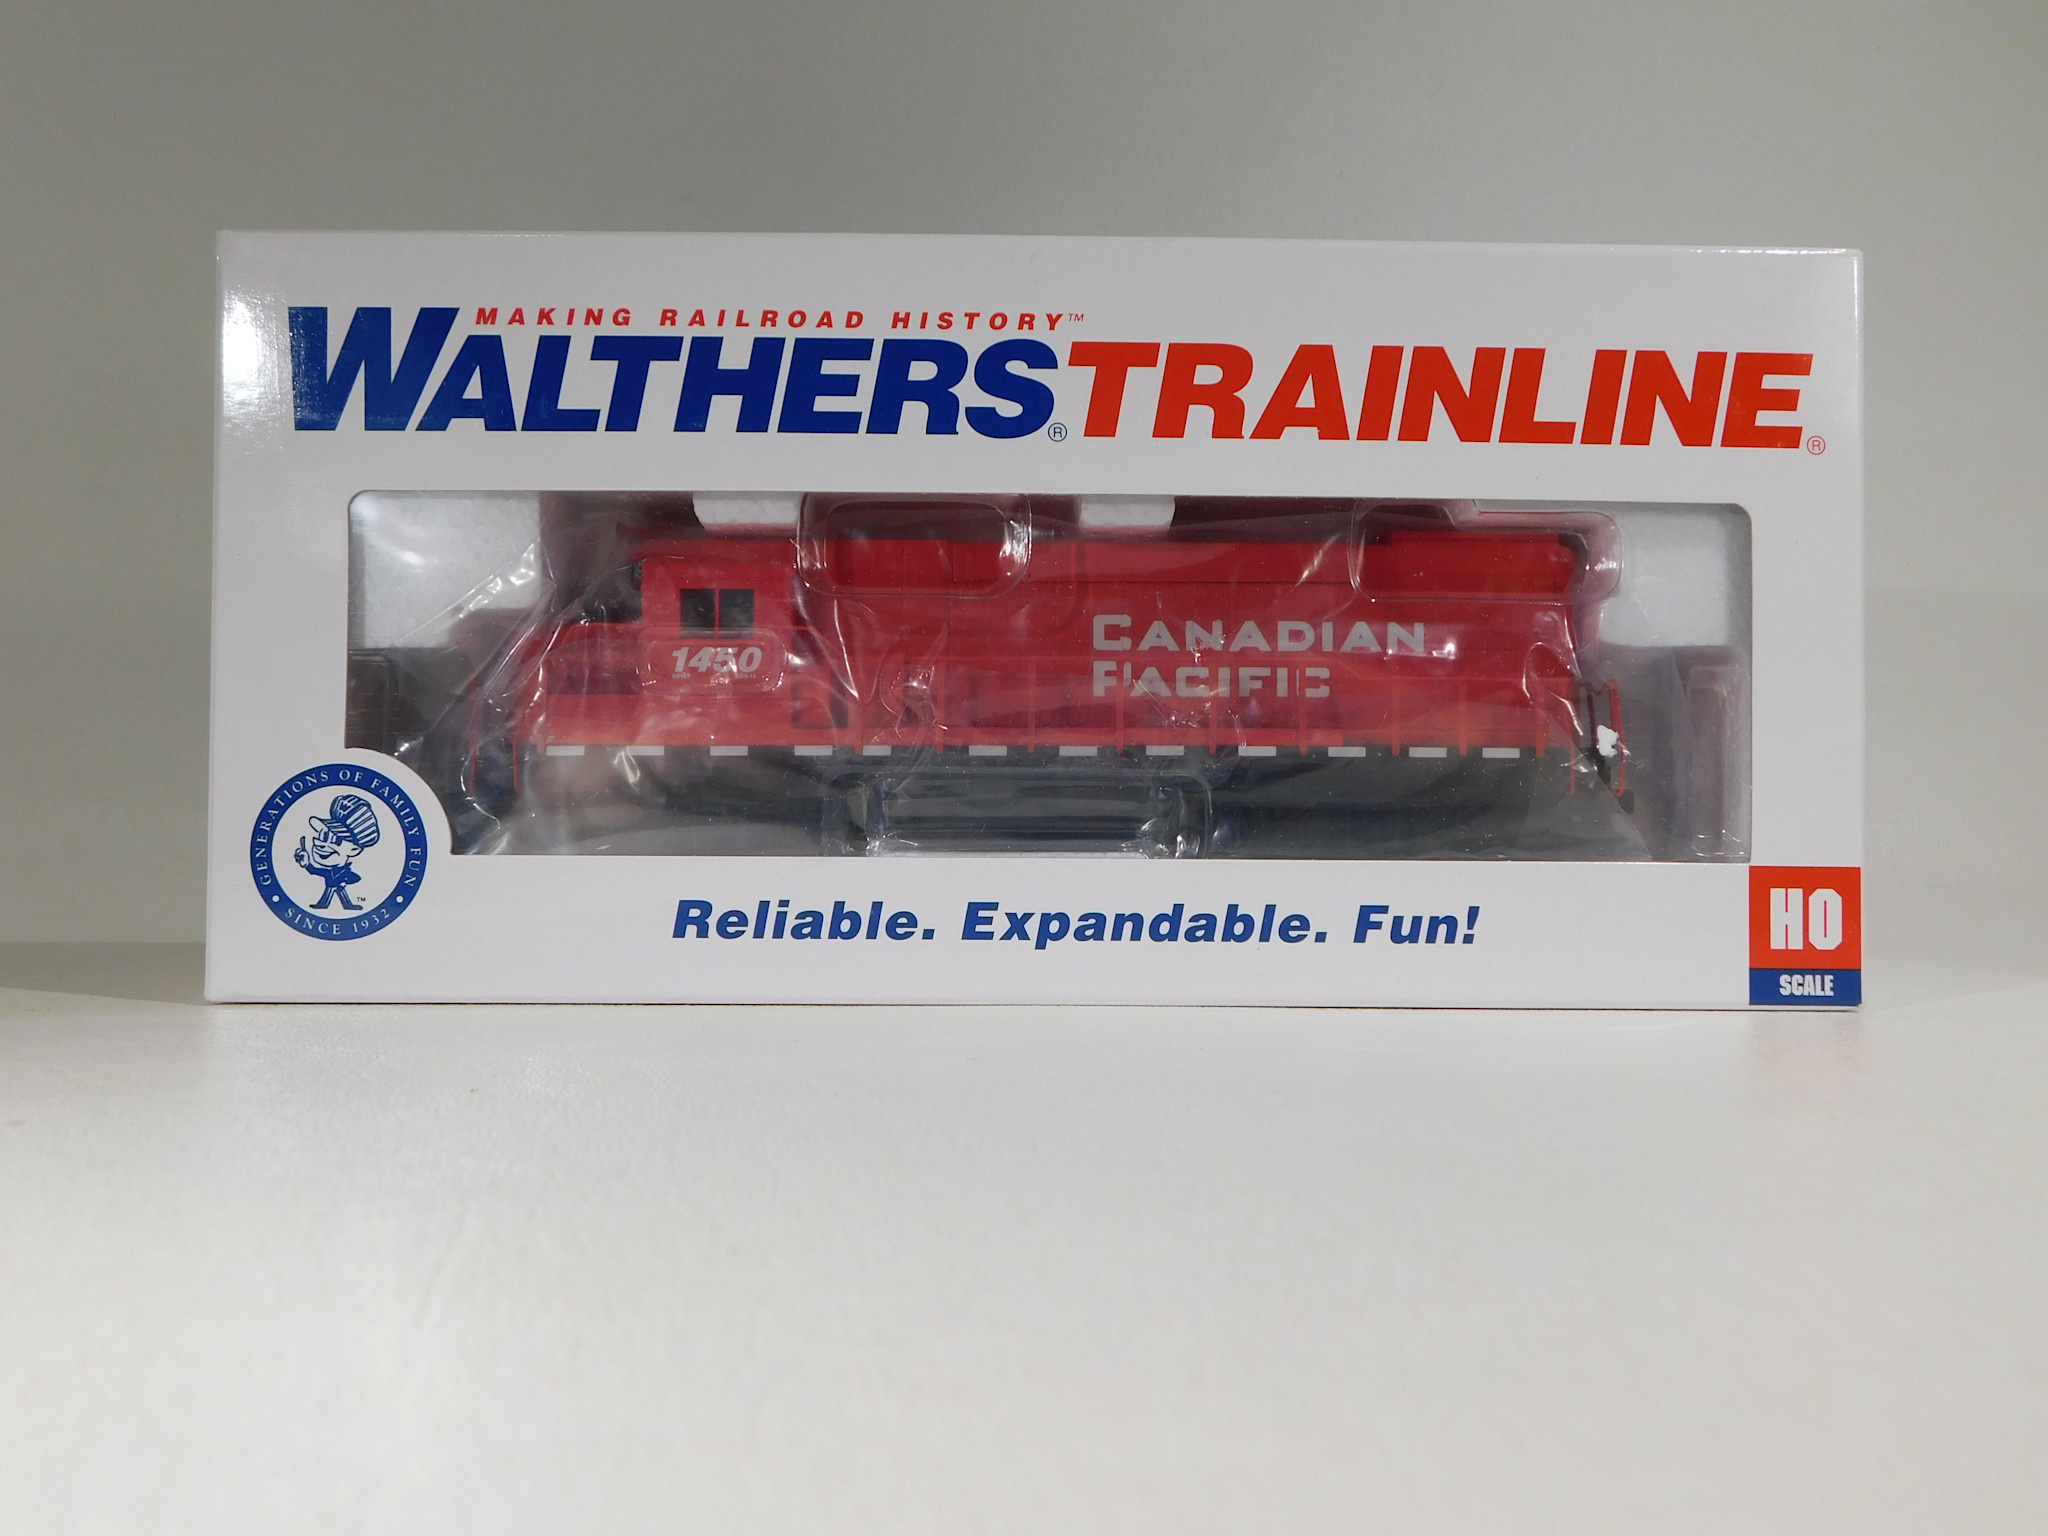 MAKING RAILROAD HISTORY™
WALTHERS® TRAINLINE®
CANADIAN
PACIFIC
1450
GENERATIONS OF FAMILY FUN
• SINCE 1932 •
™
Reliable. Expandable. Fun!
HO
SCALE